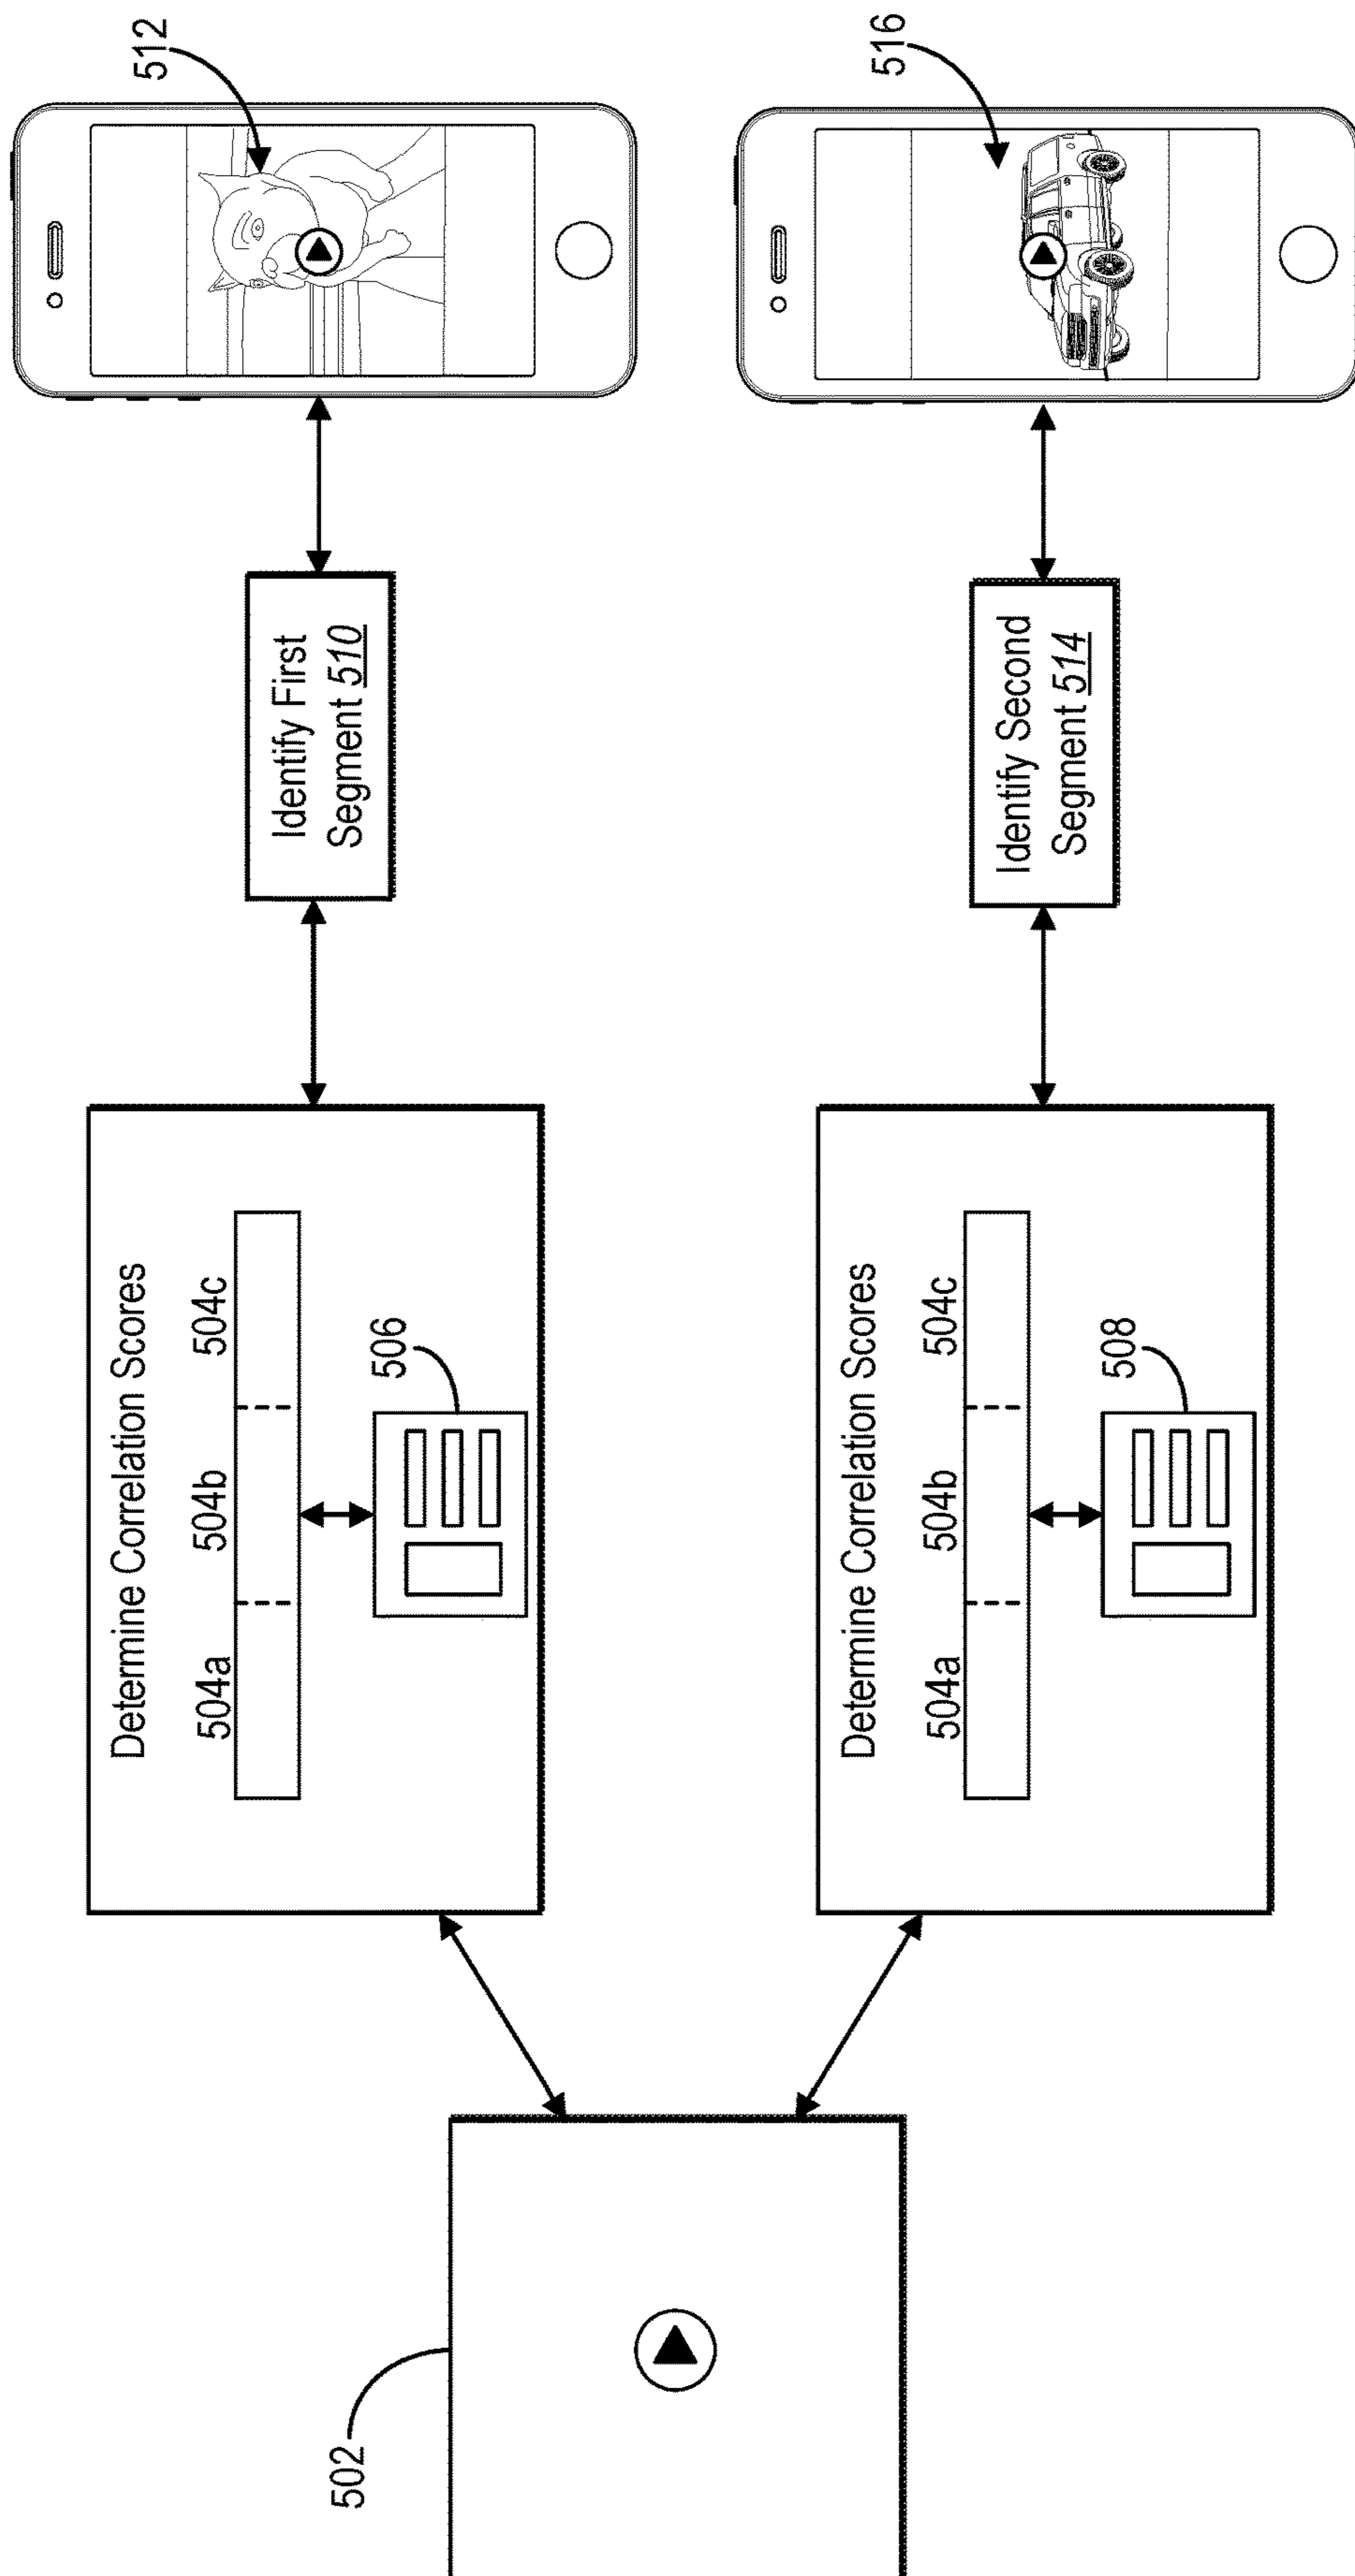 502
Determine Correlation Scores
504a
504b
504c
506
Identify First
Segment 510
512
Determine Correlation Scores
504a
504b
504c
508
Identify Second
Segment 514
516